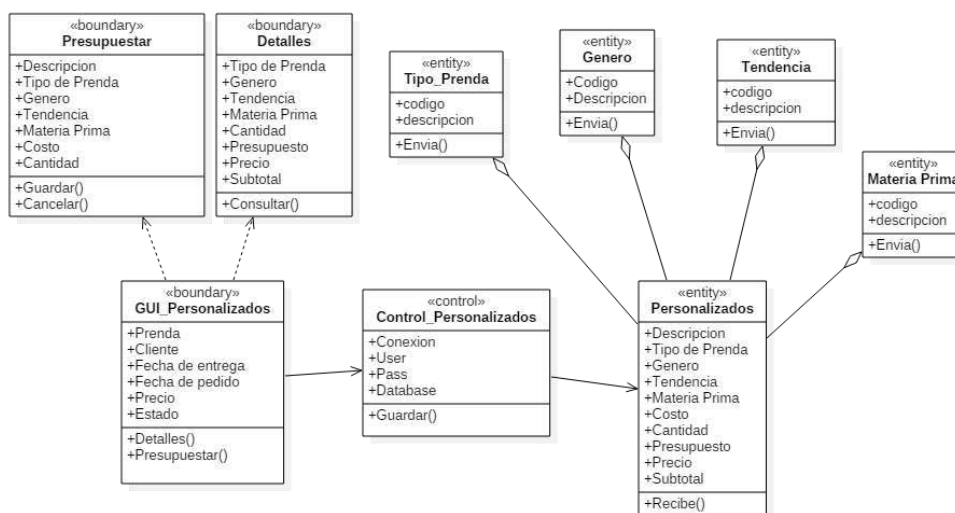 «boundary»
Presupuestar
+Descripcion
+Tipo de Prenda
+Genero
+Tendencia
+Materia Prima
+Costo
+Cantidad
+Guardar()
+Cancelar()
«boundary»
Detalles
+Tipo de Prenda
+Genero
+Tendencia
+Materia Prima
+Cantidad
+Presupuesto
+Precio
+Subtotal
+Consultar()
«entity»
Tipo_Prenda
+codigo
+descripcion
+Envia()
«entity»
Genero
+Codigo
+Descripcion
+Envia()
«entity»
Tendencia
+codigo
+descripcion
+Envia()
«entity»
Materia Prima
+codigo
+descripcion
+Envia()
«boundary»
GUI_Personalizados
+Prenda
+Cliente
+Fecha de entrega
+Fecha de pedido
+Precio
+Estado
+Detalles()
+Presupuestar()
«control»
Control_Personalizados
+Conexion
+User
+Pass
+Database
+Guardar()
«entity»
Personalizados
+Descripcion
+Tipo de Prenda
+Genero
+Tendencia
+Materia Prima
+Costo
+Cantidad
+Presupuesto
+Precio
+Subtotal
+Recibe()